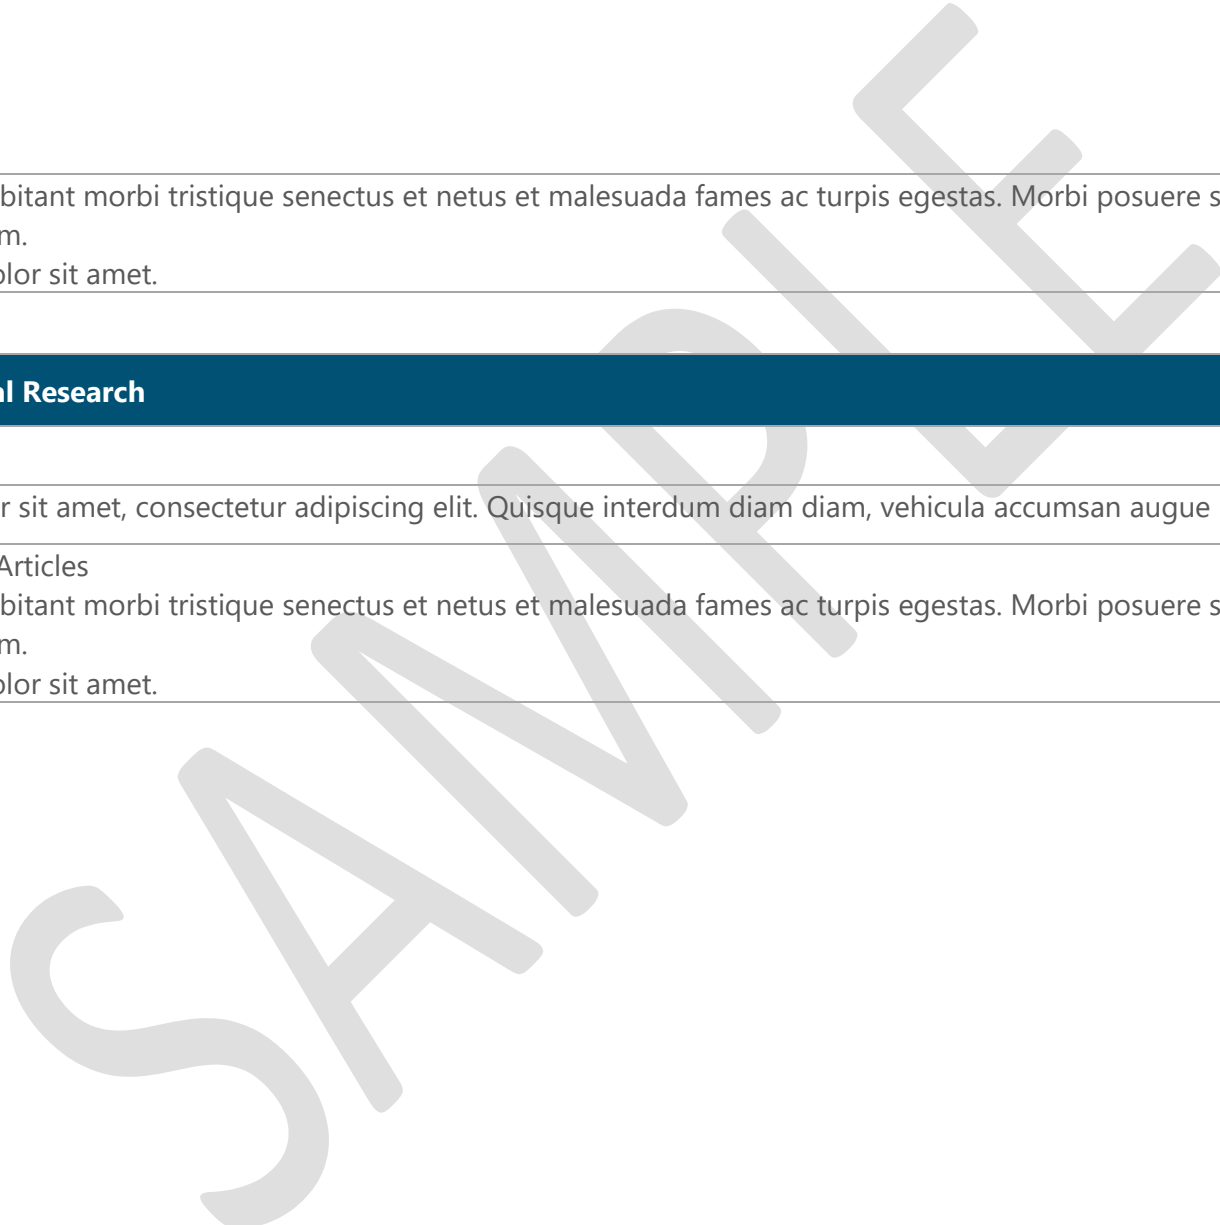 bitant morbi tristique senectus et netus et malesuada fames ac turpis egestas. Morbi posuere s
m.
olor sit amet.
al Research
r sit amet, consectetur adipiscing elit. Quisque interdum diam diam, vehicula accumsan augue
Articles
bitant morbi tristique senectus et netus et malesuada fames ac turpis egestas. Morbi posuere s
m.
olor sit amet.
SAMPLE